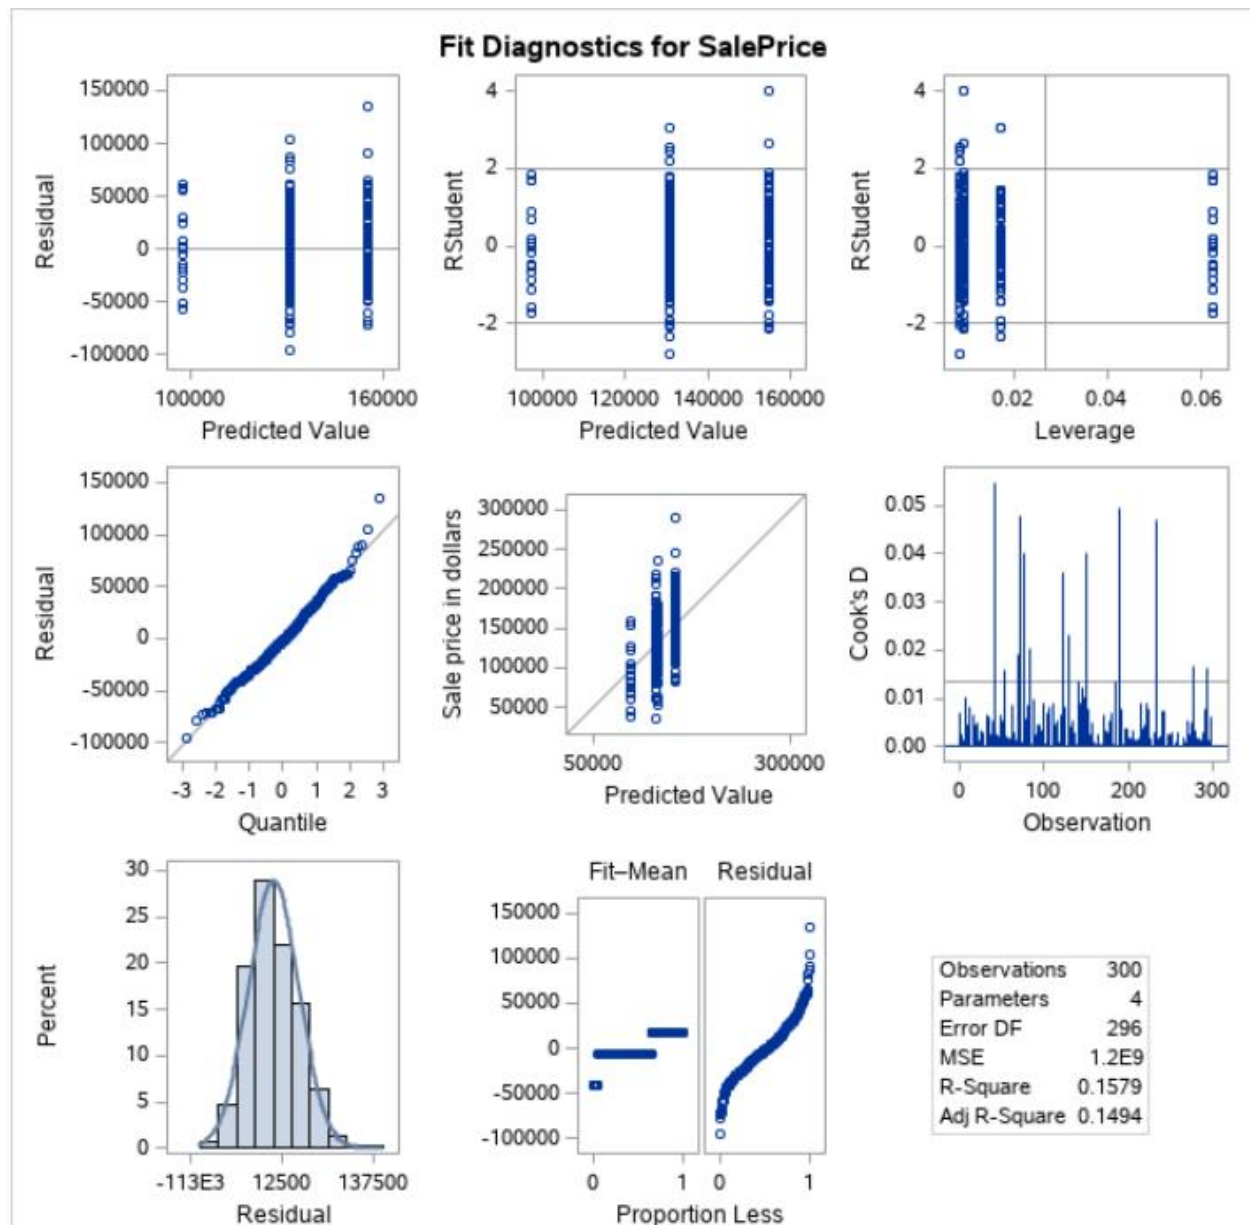 Fit Diagnostics for SalePrice
150000
100000
50000
0
-50000
-100000
Residual
100000
160000
Predicted Value
4
2
0
-2
RStudent
100000
120000
140000
160000
Predicted Value
4
2
0
-2
RStudent
0.02
0.04
0.06
Leverage
150000
100000
50000
0
-50000
-100000
Residual
-3
-2
-1
0
1
2
3
Quantile
300000
250000
200000
150000
100000
50000
Sale price in dollars
50000
300000
Predicted Value
0.05
0.04
0.03
0.02
0.01
0.00
Cook's D
0
100
200
300
Observation
30
25
20
15
10
5
0
Percent
-113E3
12500
137500
Residual
Fit–Mean
Residual
150000
100000
50000
0
-50000
-100000
0
1
0
1
Proportion Less
Observations 300
Parameters 4
Error DF 296
MSE 1.2E9
R-Square 0.1579
Adj R-Square 0.1494